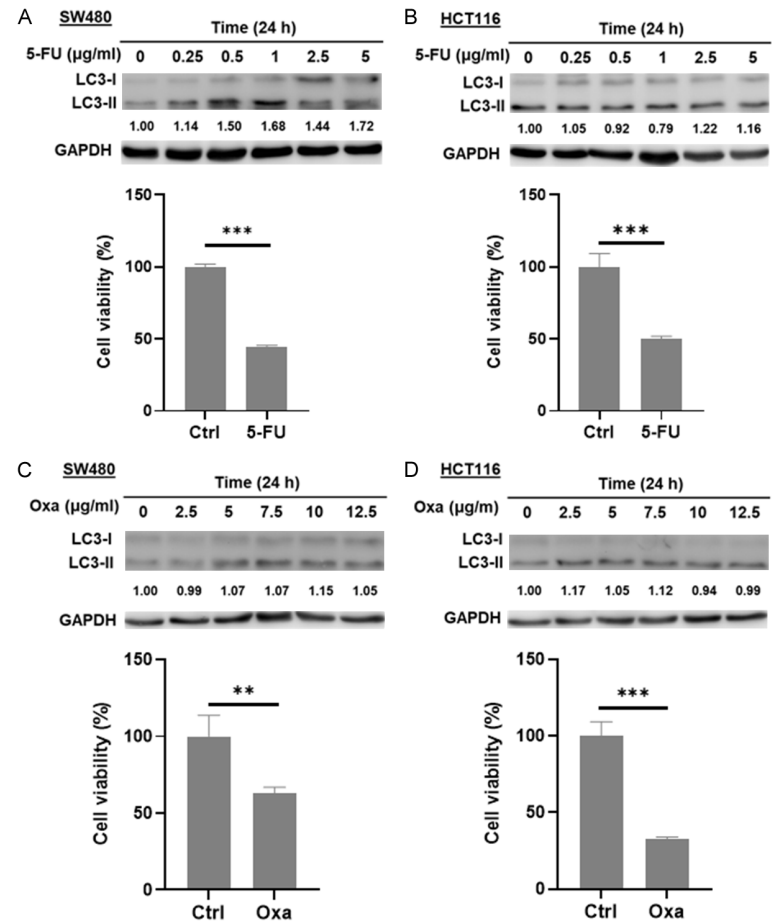 A
SW480
Time (24 h)
5-FU (µg/ml) 0 0.25 0.5 1 2.5 5
LC3-I
LC3-II
1.00 1.14 1.50 1.68 1.44 1.72
GAPDH
150
100
50
0
Cell viability (%)
***
Ctrl 5-FU
B
HCT116
Time (24 h)
5-FU (µg/ml) 0 0.25 0.5 1 2.5 5
LC3-I
LC3-II
1.00 1.05 0.92 0.79 1.22 1.16
GAPDH
150
100
50
0
Cell viability (%)
***
Ctrl 5-FU
C
SW480
Time (24 h)
Oxa (µg/ml) 0 2.5 5 7.5 10 12.5
LC3-I
LC3-II
1.00 0.99 1.07 1.07 1.15 1.05
GAPDH
150
100
50
0
Cell viability (%)
**
Ctrl Oxa
D
HCT116
Time (24 h)
Oxa (µg/m) 0 2.5 5 7.5 10 12.5
LC3-I
LC3-II
1.00 1.17 1.05 1.12 0.94 0.99
GAPDH
150
100
50
0
Cell viability (%)
***
Ctrl Oxa